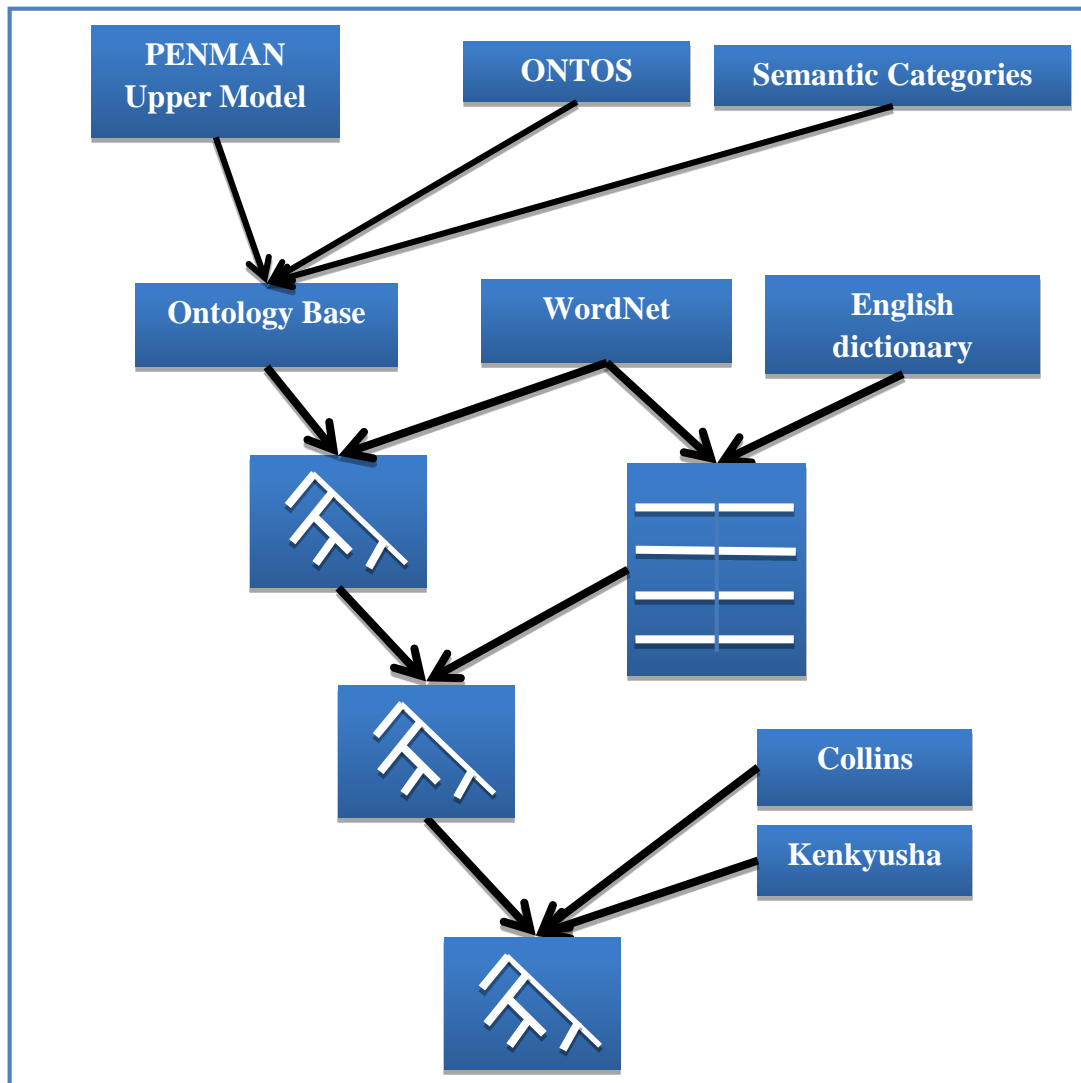 PENMAN
Upper Model
ONTOS
Semantic Categories
Ontology Base
WordNet
English
dictionary
Collins
Kenkyusha